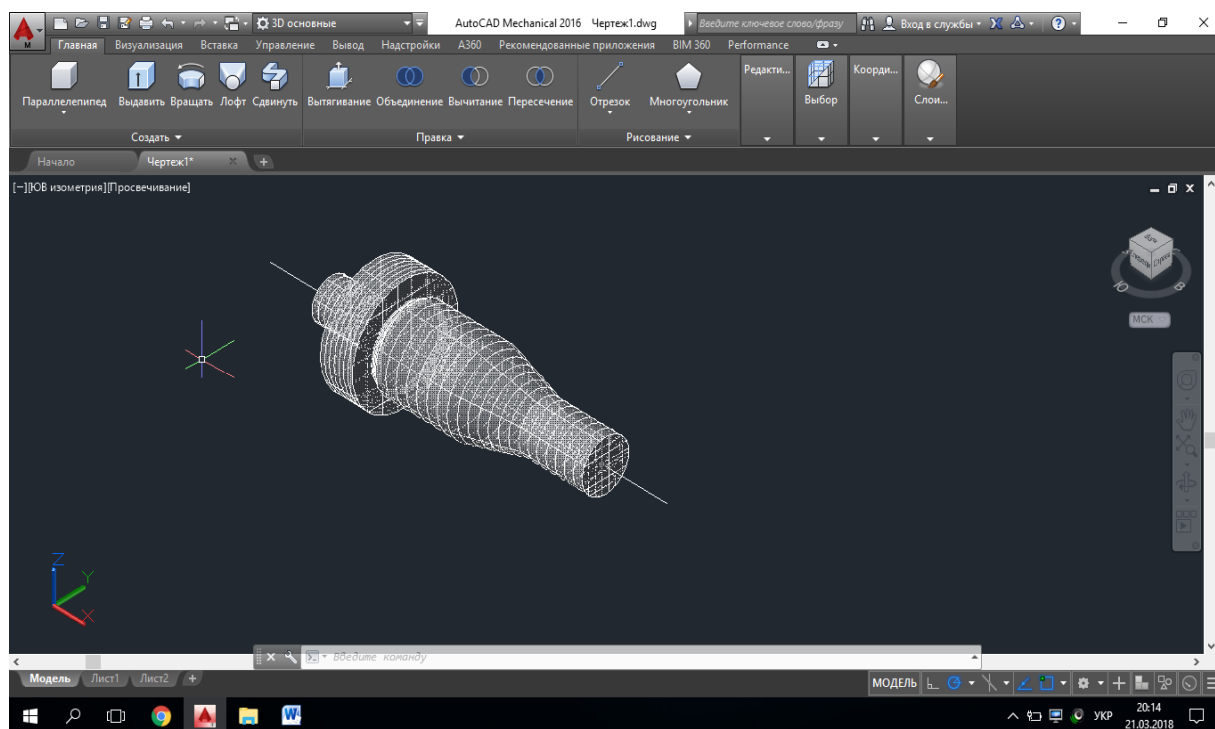 3D основные AutoCAD Mechanical 2016 Чертеж1.dwg Введите ключевое слово/фразу Вход в службы
M Главная Визуализация Вставка Управление Вывод Надстройки A360 Рекомендованные приложения BIM 360 Performance
Параллелепипед Выдавить Вращать Лофт Сдвинуть Вытягивание Объединение Вычитание Пересечение Отрезок Многоугольник Редакти... Выбор Коорди... Слои...
Создать Правка Рисование
Начало Чертеж1* +
[−][ЮВ изометрия][Просвечивание]
Ю В
МСК
Z
Y
X
Введите команду
Модель Лист1 Лист2 + МОДЕЛЬ
УКР 20:14
21.03.2018